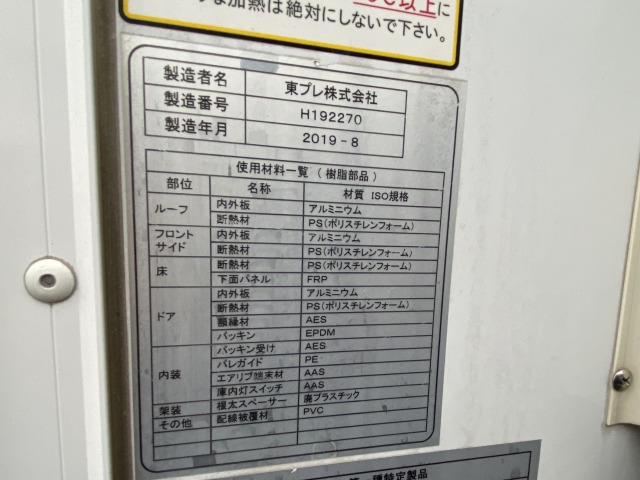 ℃以上に
な加熱は絶対にしないで下さい。
製造者名 東プレ株式会社
製造番号 H192270
製造年月 2019-8
使用材料一覧（樹脂部品）
部位 名称 材質 ISO規格
ルーフ 内外板 アルミニウム
断熱材 PS(ポリスチレンフォーム)
フロント サイド 内外板 アルミニウム
断熱材 PS(ポリスチレンフォーム)
床 断熱材 PS(ポリスチレンフォーム)
下面パネル FRP
ドア 内外板 アルミニウム
断熱材 PS(ポリスチレンフォーム)
額縁材 AES
パッキン EPDM
内装 パッキン受け AES
パレガイド PE
エアリブ端末材 AAS
庫内灯スイッチ AAS
架装 根太スペーサー 廃プラスチック
その他 配線被覆材 PVC
種特定製品